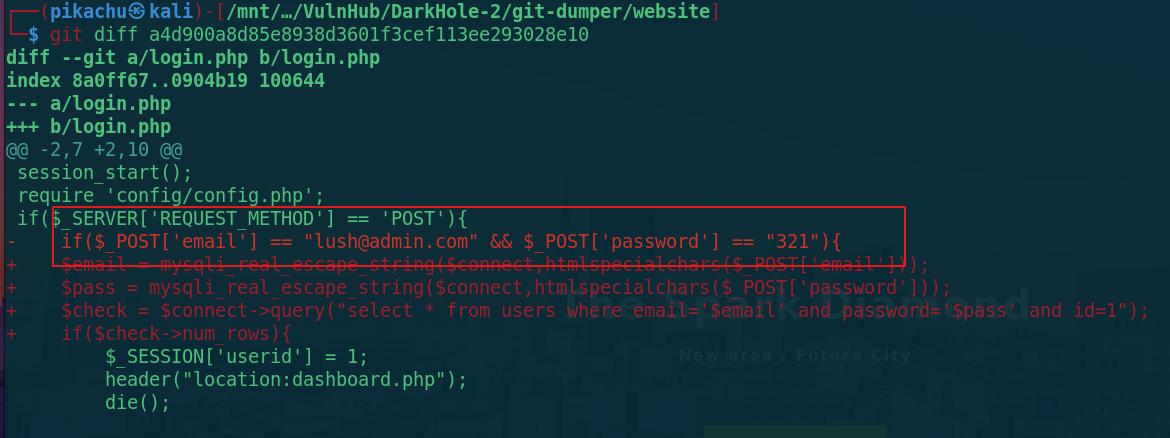 ┌──(pikachu㉿kali)-[/mnt/…/VulnHub/DarkHole-2/git-dumper/website]
└─$ git diff a4d900a8d85e8938d3601f3cef113ee293028e10
diff --git a/login.php b/login.php
index 8a0ff67..0904b19 100644
--- a/login.php
+++ b/login.php
@@ -2,7 +2,10 @@
 session_start();
 require 'config/config.php';
 if($_SERVER['REQUEST_METHOD'] == 'POST'){
-    if($_POST['email'] == "lush@admin.com" && $_POST['password'] == "321"){
+    $email = mysqli_real_escape_string($connect,htmlspecialchars($_POST['email']));
+    $pass = mysqli_real_escape_string($connect,htmlspecialchars($_POST['password']));
+    $check = $connect->query("select * from users where email='$email' and password='$pass' and id=1");
+    if($check->num_rows){
         $_SESSION['userid'] = 1;
         header("location:dashboard.php");
         die();
The Spark Diamond
New area / Future City